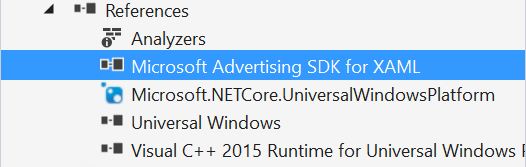 References
Analyzers
Microsoft Advertising SDK for XAML
Microsoft.NETCore.UniversalWindowsPlatform
Universal Windows
Visual C++ 2015 Runtime for Universal Windows